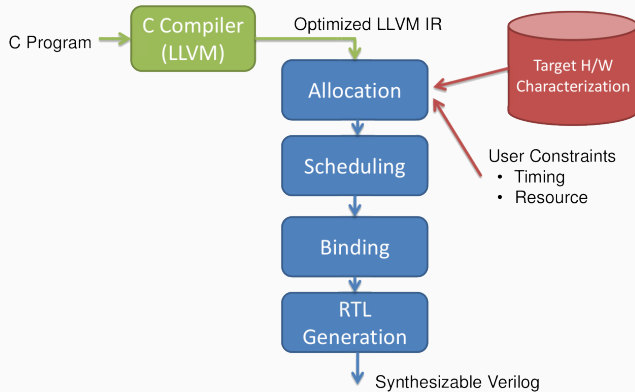 C Program
C Compiler
(LLVM)
Optimized LLVM IR
Target H/W
Characterization
Allocation
User Constraints
• Timing
• Resource
Scheduling
Binding
RTL
Generation
Synthesizable Verilog